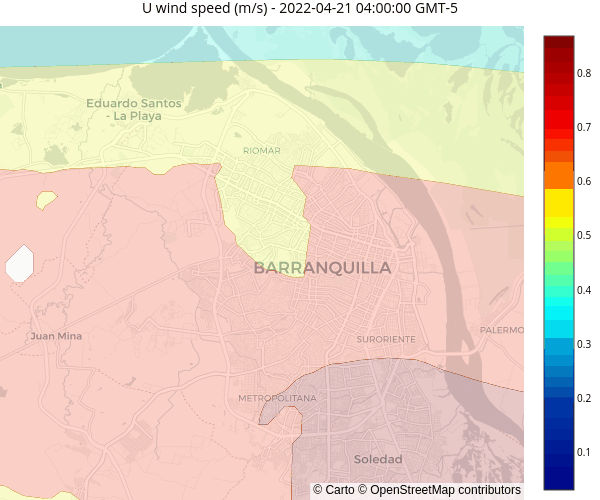 U wind speed (m/s) - 2022-04-21 04:00:00 GMT-5
Eduardo Santos
- La Playa
RIOMAR
BARRANQUILLA
Juan Mina
SURORIENTE
PALERMO
METROPOLITANA
Soledad
© Carto © OpenStreetMap contributors
0.8
0.7
0.6
0.5
0.4
0.3
0.2
0.1